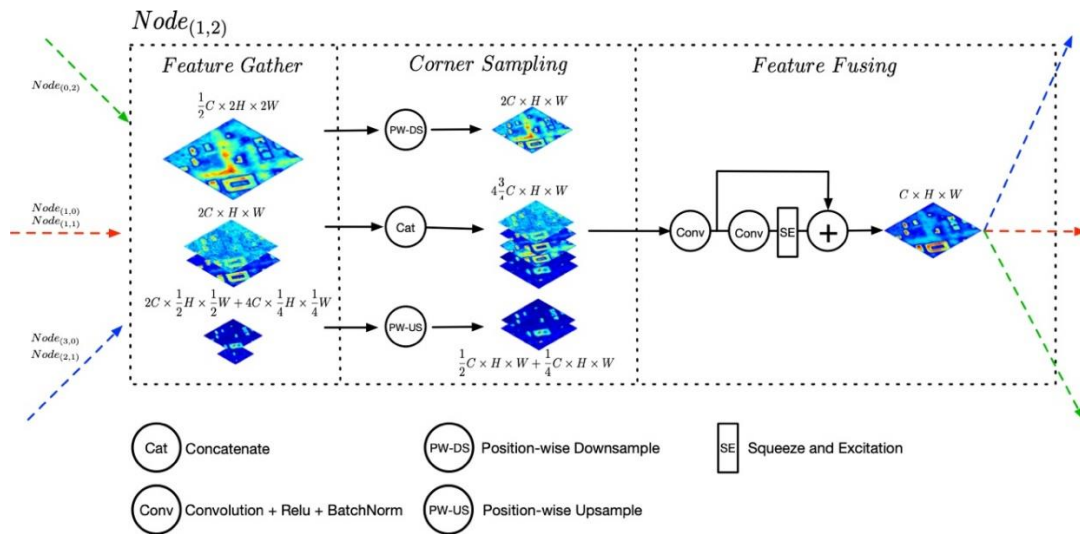 Node(1,2)
Feature Gather
Corner Sampling
Feature Fusing
Node(0,2)
½C × 2H × 2W
2C × H × W
PW-DS
Node(1,0)
Node(1,1)
2C × H × W
4¾C × H × W
C × H × W
Cat
Conv
Conv
SE
+
2C × ½H × ½W + 4C × ¼H × ¼W
Node(3,0)
Node(2,1)
PW-US
½C × H × W + ¼C × H × W
Cat Concatenate
PW-DS Position-wise Downsample
SE Squeeze and Excitation
Conv Convolution + Relu + BatchNorm
PW-US Position-wise Upsample